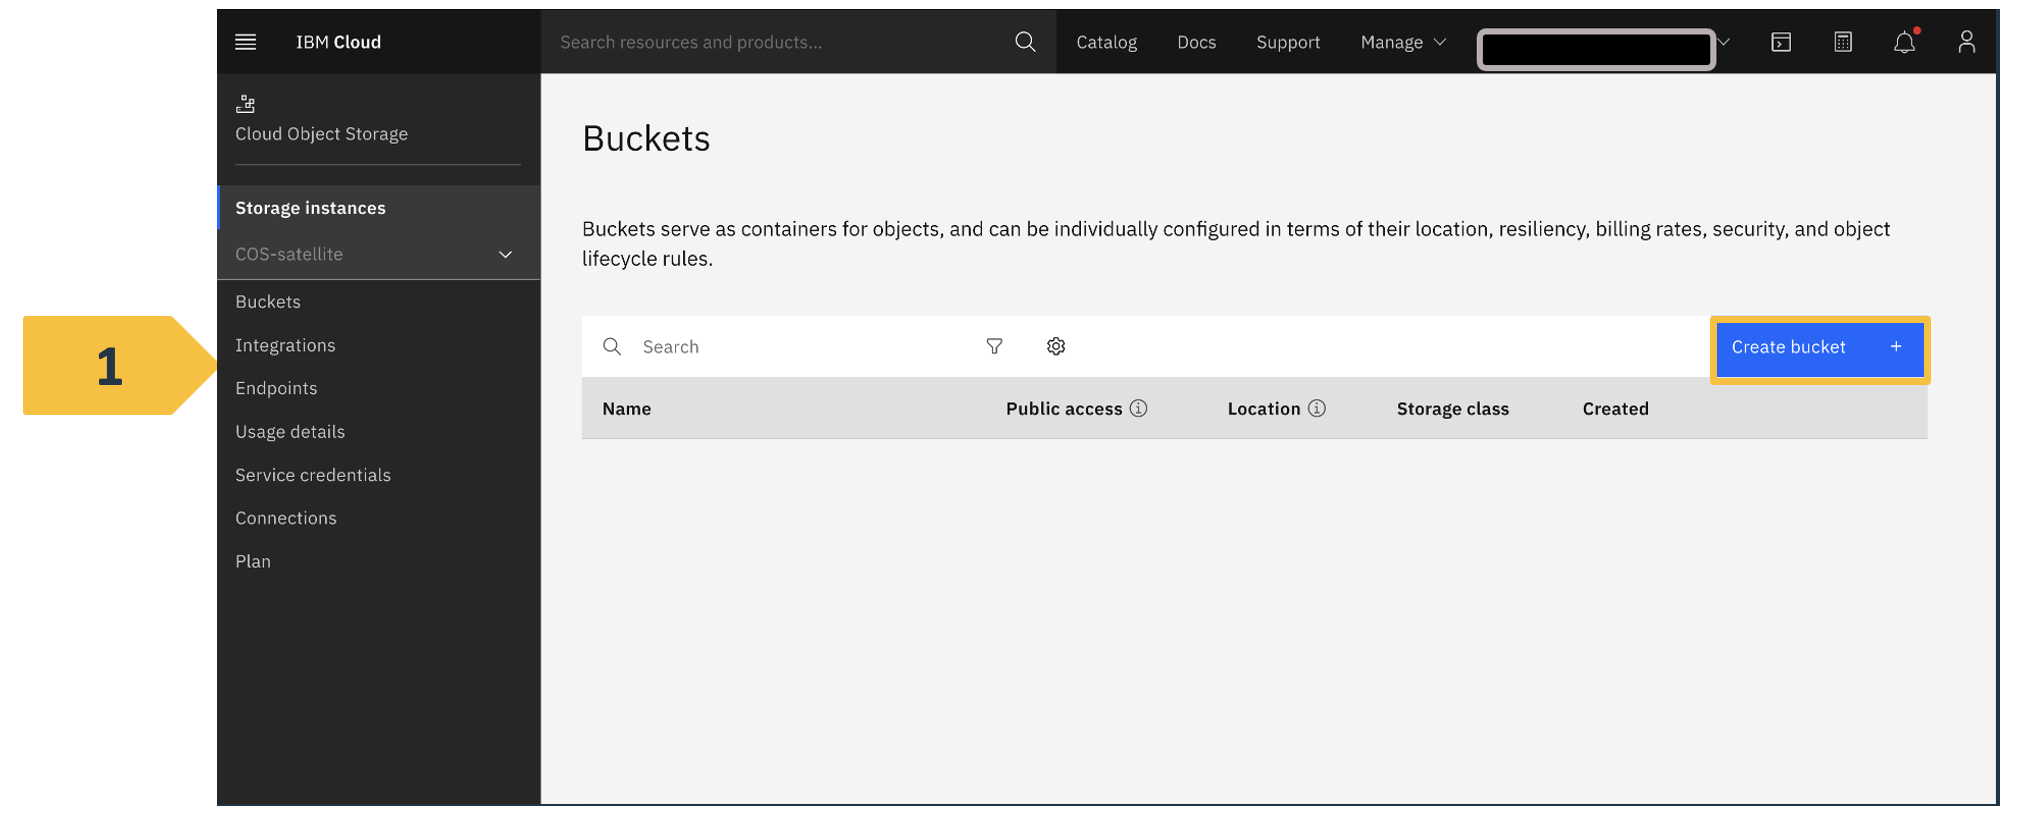 IBM Cloud
Search resources and products...
Catalog
Docs
Support
Manage
Cloud Object Storage
Storage instances
COS-satellite
Buckets
Integrations
Endpoints
Usage details
Service credentials
Connections
Plan
1
Buckets
Buckets serve as containers for objects, and can be individually configured in terms of their location, resiliency, billing rates, security, and object
lifecycle rules.
Search
Create bucket +
Name Public access Location Storage class Created